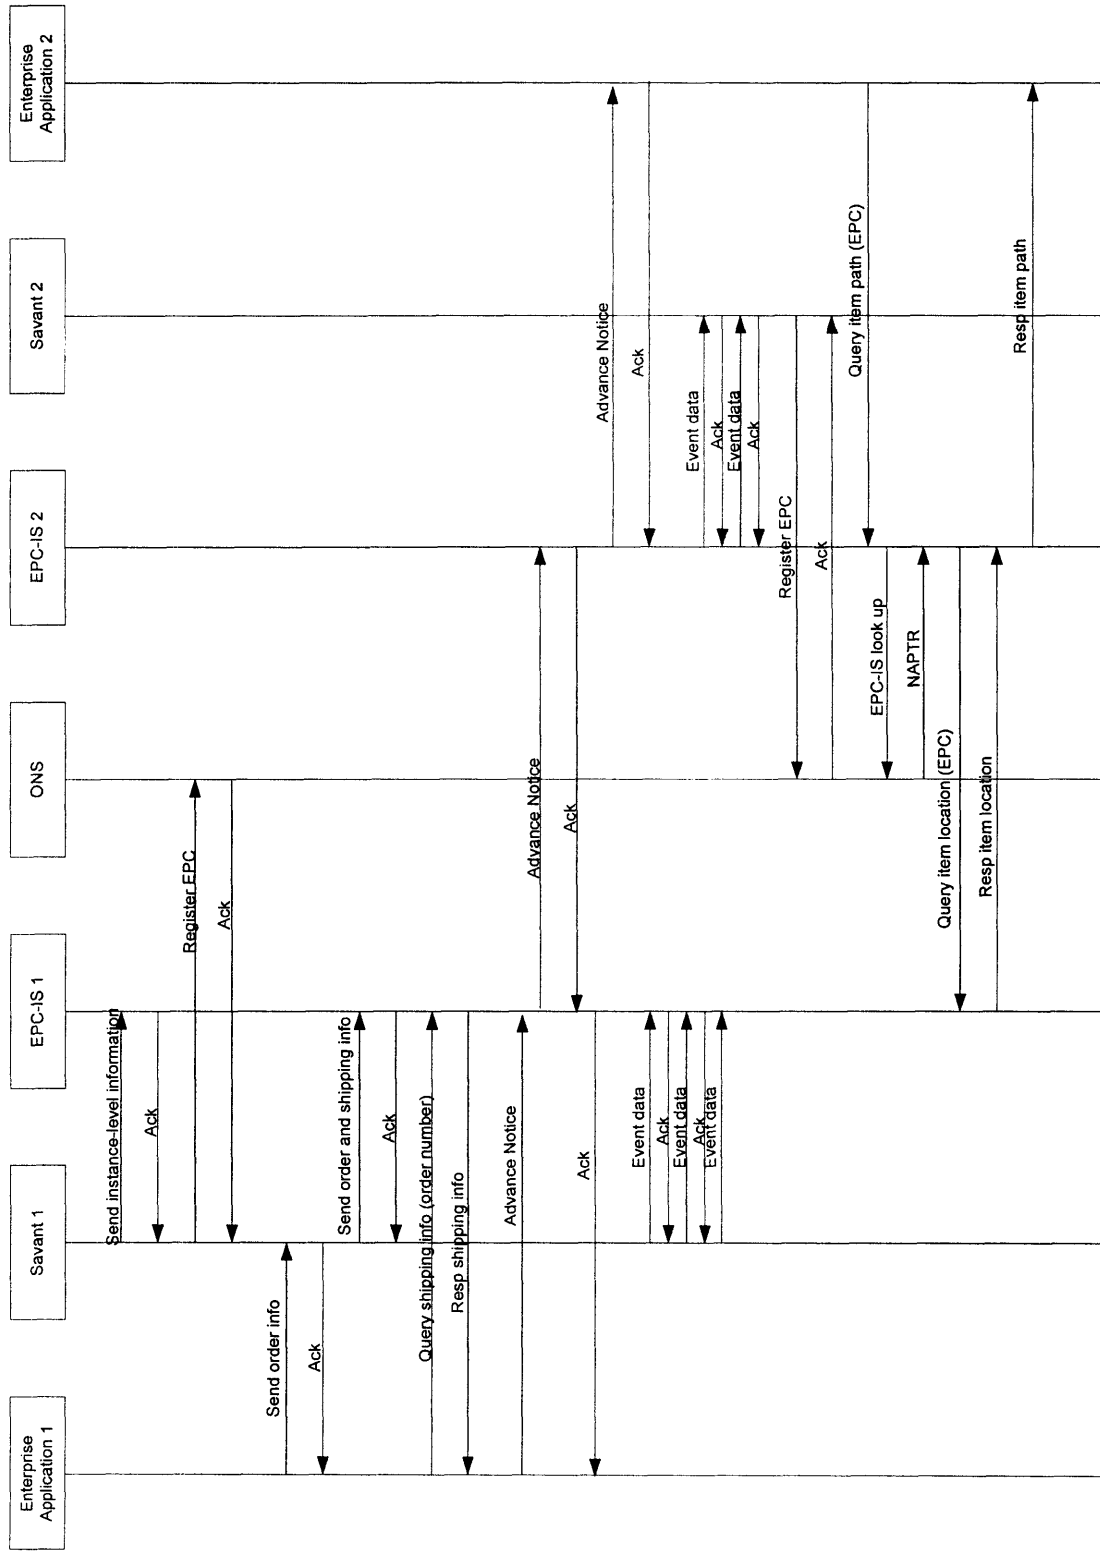 Enterprise
Application 1
Savant 1
EPC-IS 1
ONS
EPC-IS 2
Savant 2
Enterprise
Application 2
Send instance-level information
Ack
Register EPC
Ack
Send order info
Ack
Send order and shipping info
Ack
Query shipping info (order number)
Resp shipping info
Advance Notice
Advance Notice
Ack
Ack
Advance Notice
Ack
Event data
Ack
Event data
Ack
Event data
Event data
Ack
Event data
Ack
Register EPC
Ack
Query item path (EPC)
EPC-IS look up
NAPTR
Query item location (EPC)
Resp item location
Resp item path